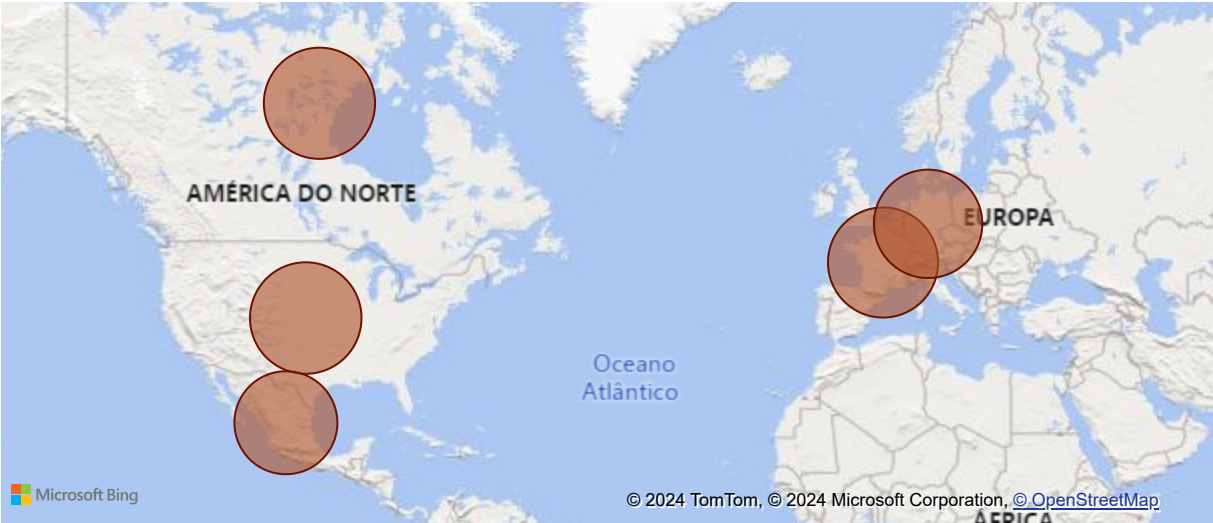 AMÉRICA DO NORTE
EUROPA
Oceano
Atlântico
Microsoft Bing
© 2024 TomTom, © 2024 Microsoft Corporation, © OpenStreetMap
ÁFRICA